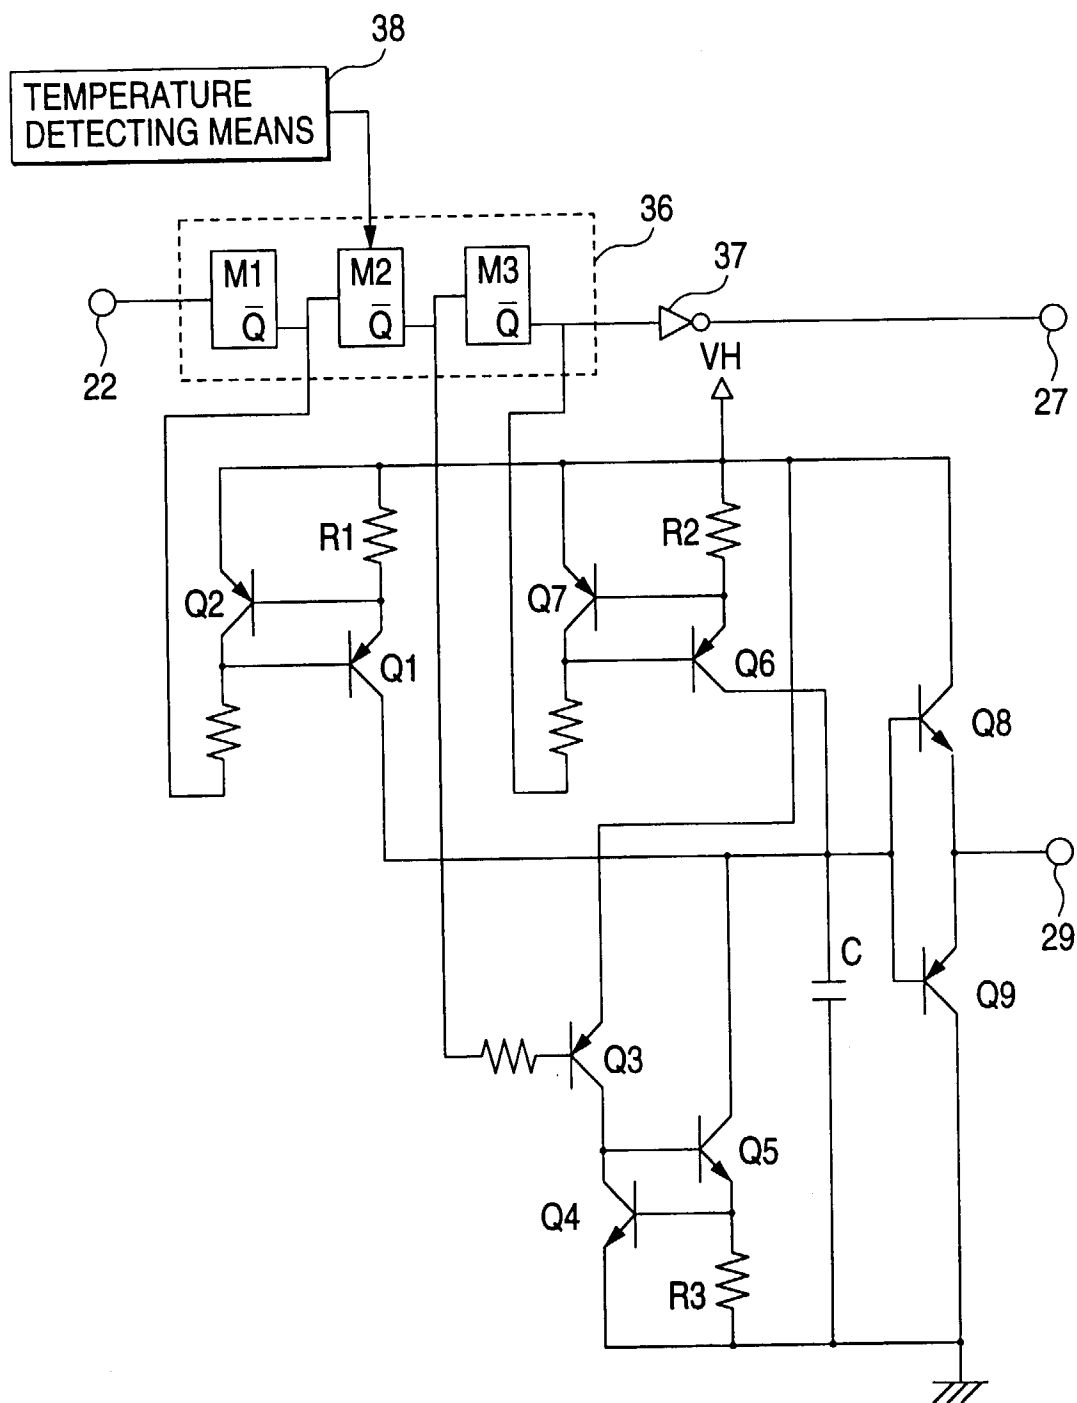 38
TEMPERATURE
DETECTING MEANS
36
37
M1
M2
M3
Q̅
Q̅
Q̅
22
VH
27
R1
R2
Q2
Q7
Q1
Q6
Q8
29
C
Q9
Q3
Q5
Q4
R3